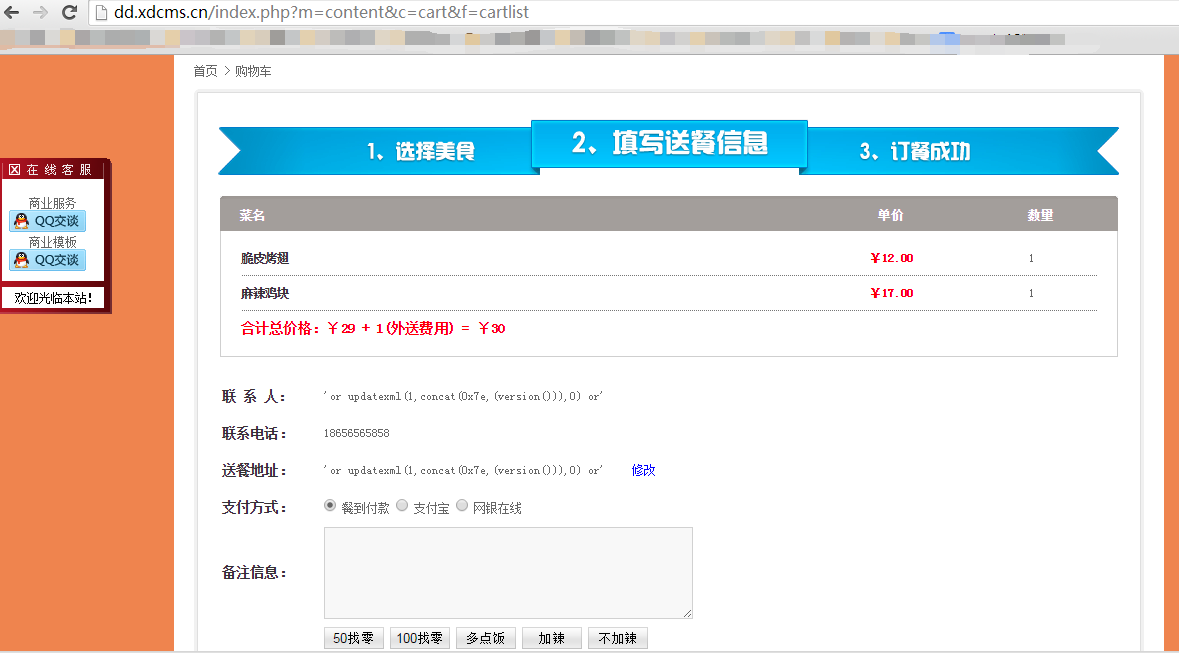 dd.xdcms.cn/index.php?m=content&c=cart&f=cartlist
首页 > 购物车
1、选择美食
2、填写送餐信息
3、订餐成功
在线客服
商业服务
QQ交谈
商业模板
QQ交谈
欢迎光临本站!
菜名 单价 数量
脆皮烤翅 ￥12.00 1
麻辣鸡块 ￥17.00 1
合计总价格：￥29 + 1(外送费用) = ￥30
联 系 人： 'or updatexml(1,concat(0x7e,(version())),0) or'
联系电话： 18656565858
送餐地址： 'or updatexml(1,concat(0x7e,(version())),0) or' 修改
支付方式： 餐到付款 支付宝 网银在线
备注信息：
50找零 100找零 多点饭 加辣 不加辣